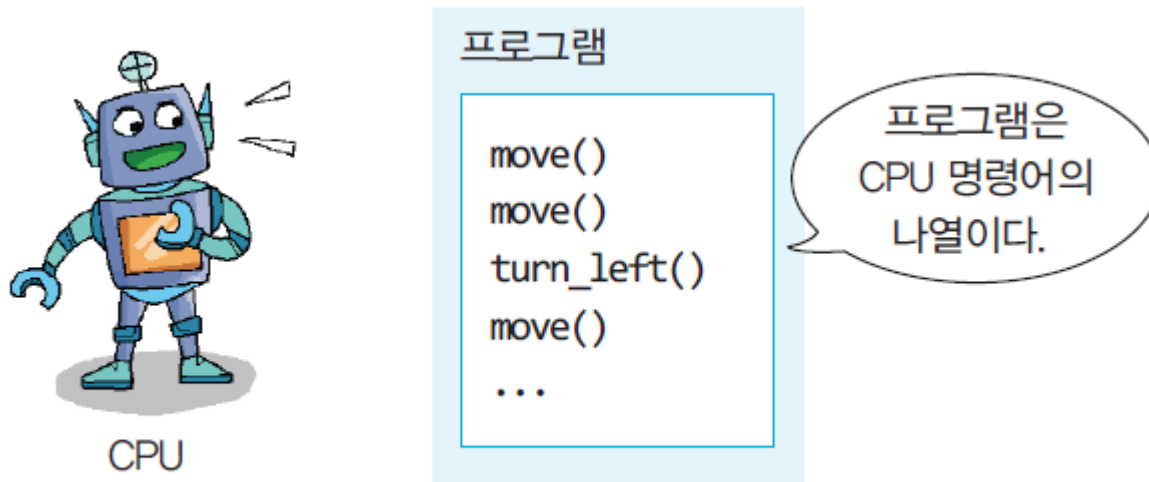 프로그램
move()
move()
turn_left()
move()
...
프로그램은
CPU 명령어의
나열이다.
CPU